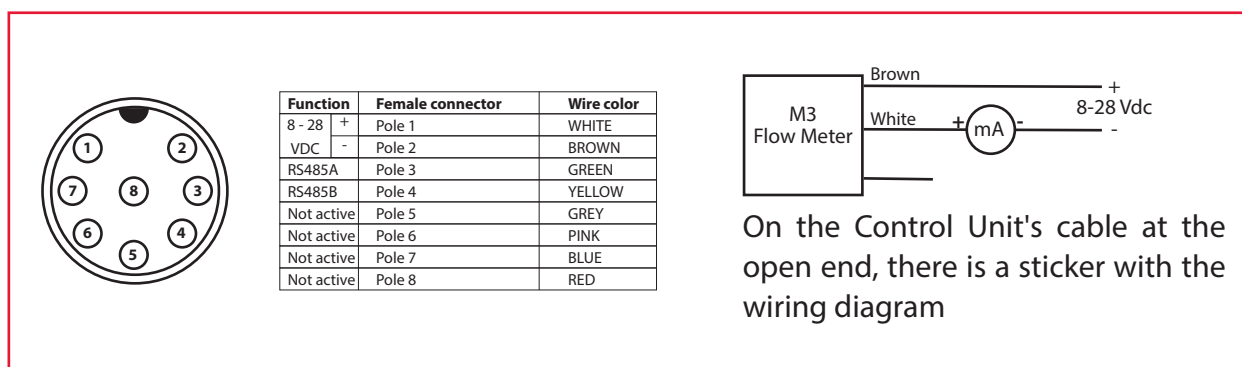 1
2
7
8
3
6
4
5
Function Female connector Wire color
8 - 28 + Pole 1 WHITE
VDC - Pole 2 BROWN
RS485A Pole 3 GREEN
RS485B Pole 4 YELLOW
Not active Pole 5 GREY
Not active Pole 6 PINK
Not active Pole 7 BLUE
Not active Pole 8 RED
Brown
+
8-28 Vdc
M3
Flow Meter
White + mA - -
On the Control Unit's cable at the
open end, there is a sticker with the
wiring diagram